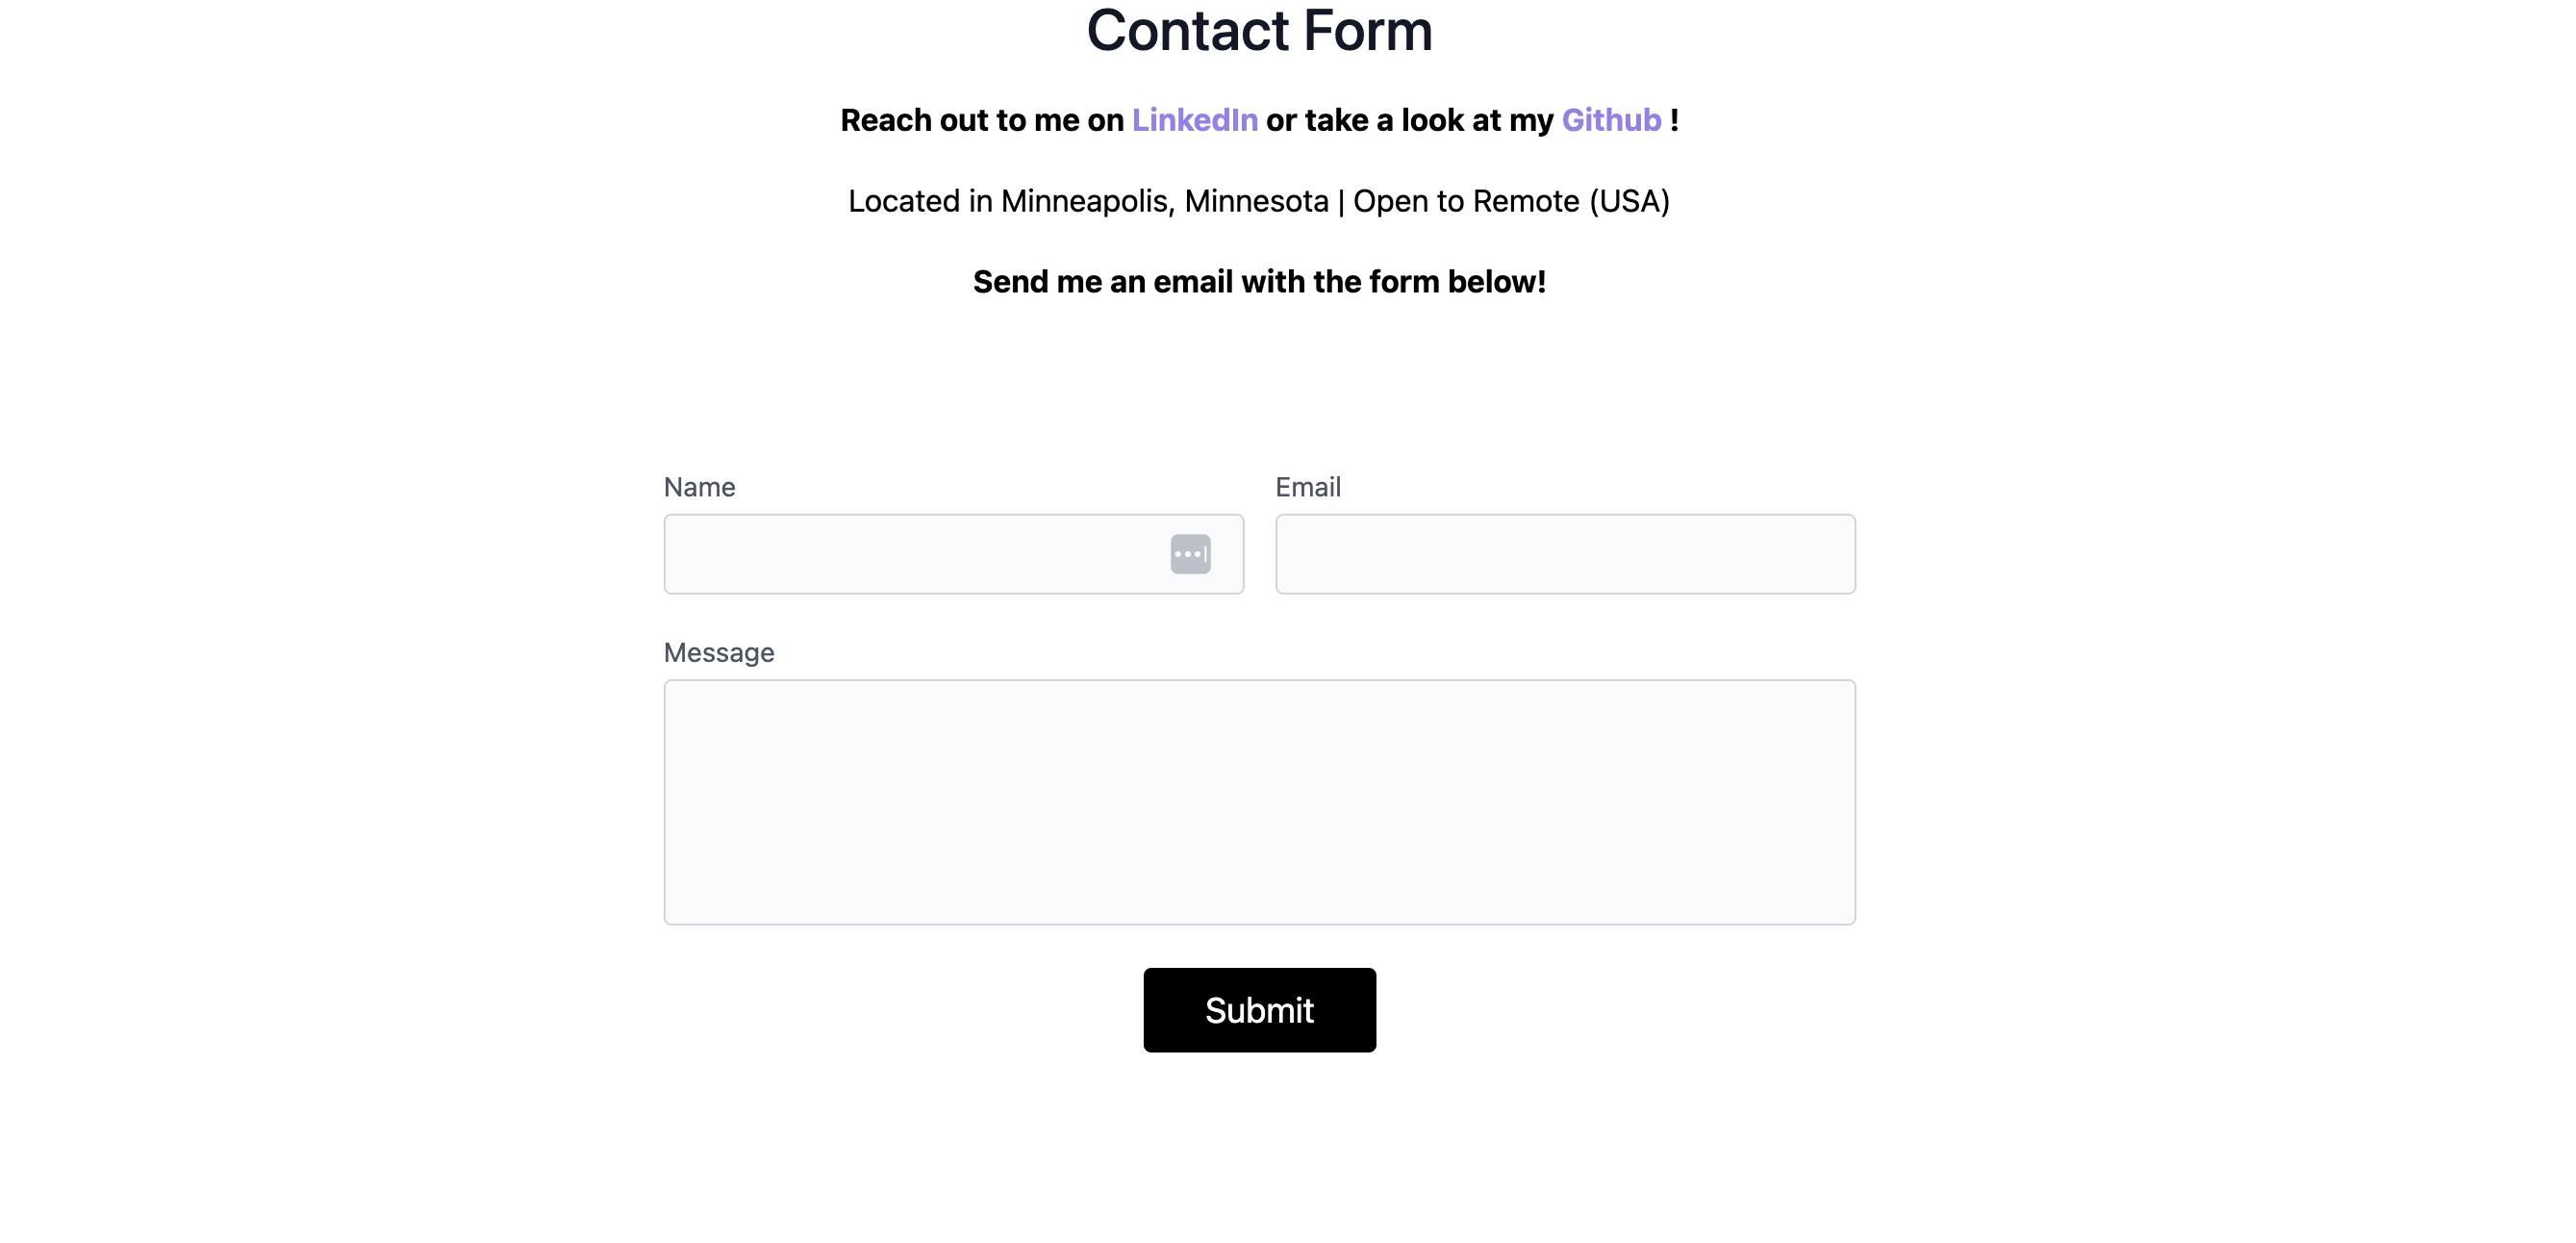 Contact Form
Reach out to me on LinkedIn or take a look at my Github !
Located in Minneapolis, Minnesota | Open to Remote (USA)
Send me an email with the form below!
Name
Email
Message
Submit